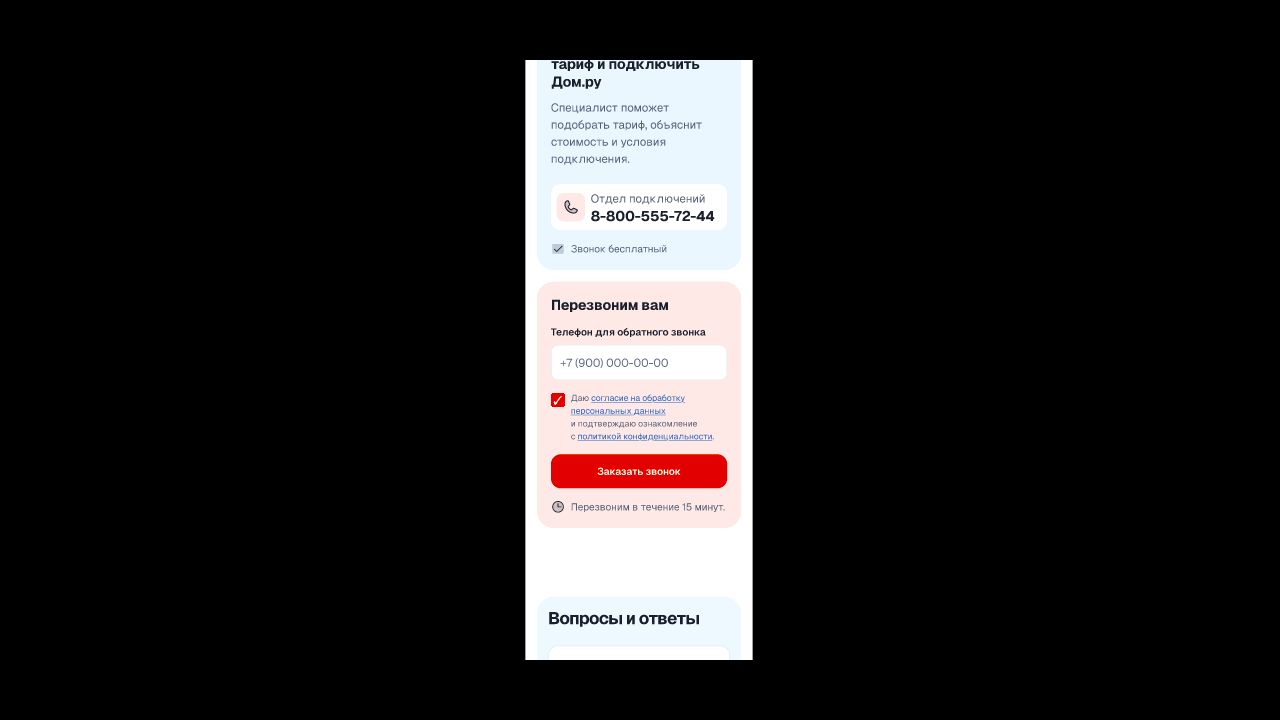 тариф и подключить
Дом.ру
Специалист поможет
подобрать тариф, объяснит
стоимость и условия
подключения.
Отдел подключений
8-800-555-72-44
Звонок бесплатный
Перезвоним вам
Телефон для обратного звонка
+7 (900) 000-00-00
Даю согласие на обработку
персональных данных
и подтверждаю ознакомление
с политикой конфиденциальности.
Заказать звонок
Перезвоним в течение 15 минут.
Вопросы и ответы